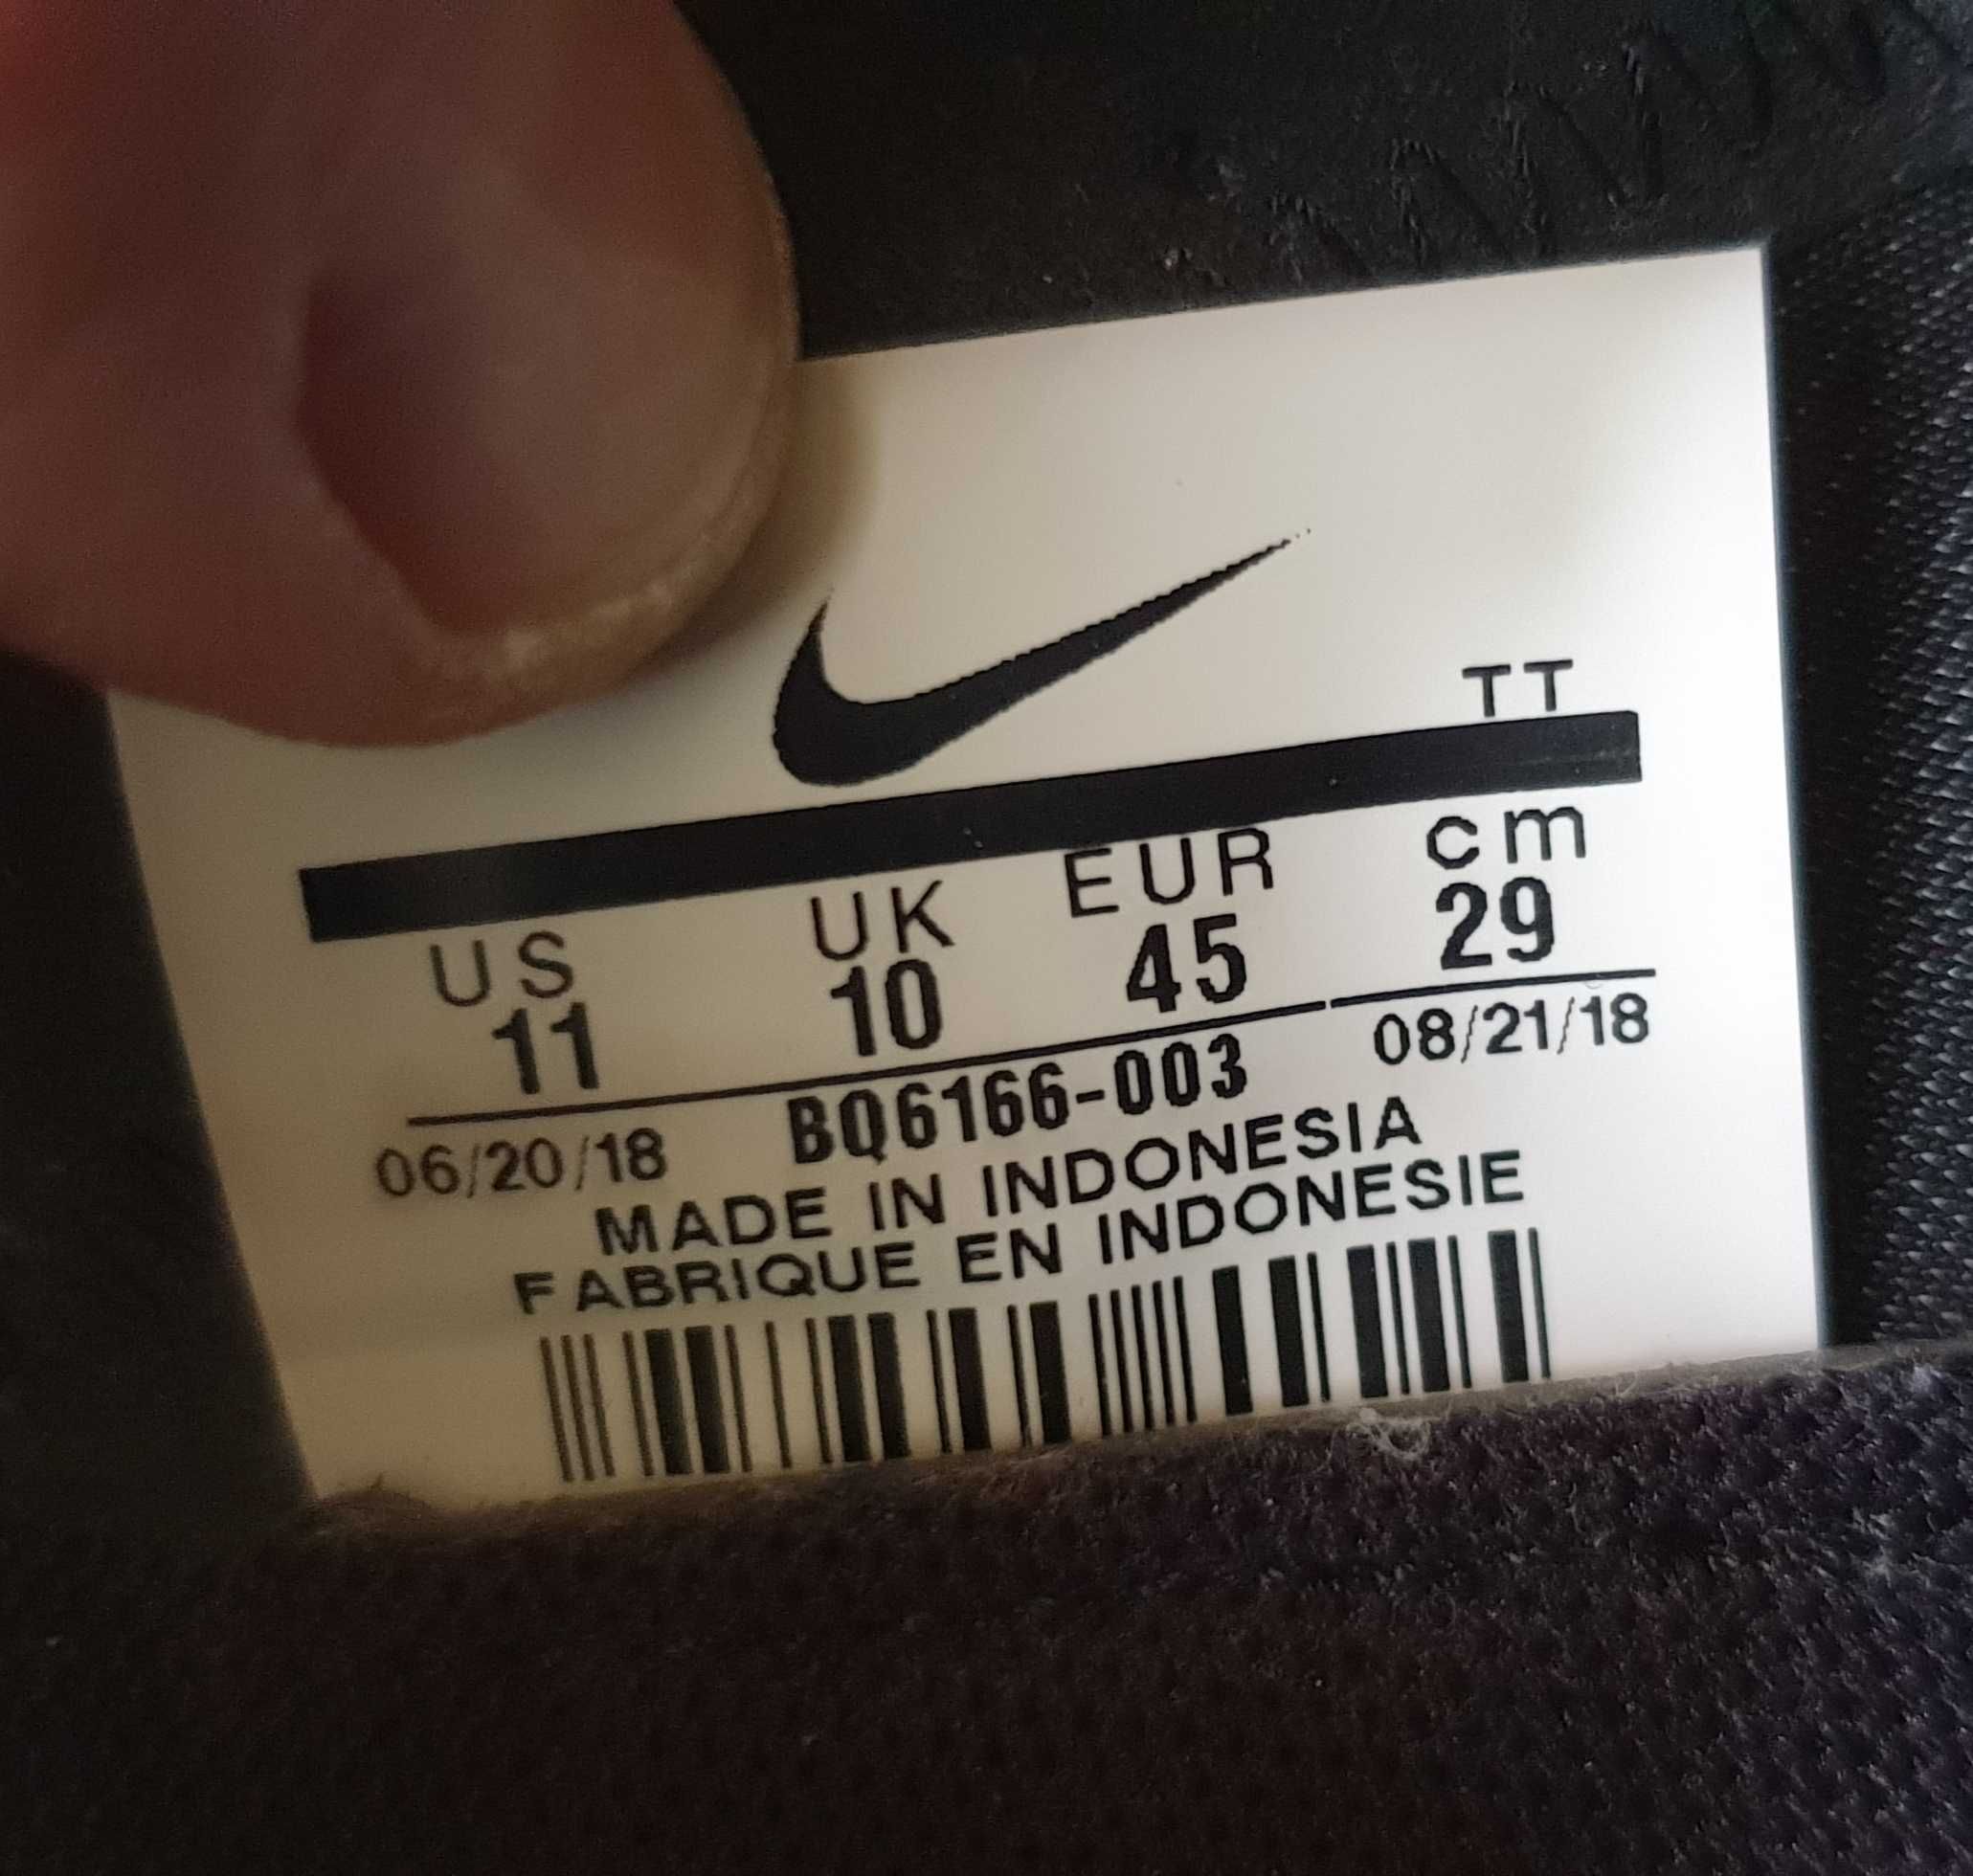 TT
US UK EUR cm
11 10 45 29
06/20/18 BQ6166-003 08/21/18
MADE IN INDONESIA
FABRIQUE EN INDONESIE